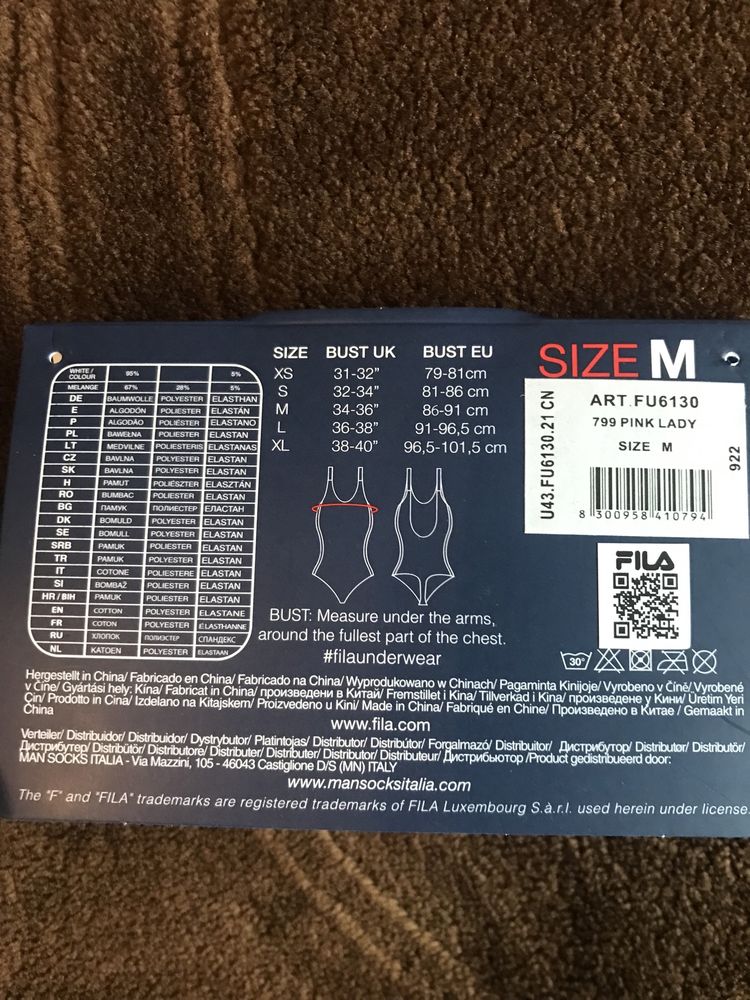 WHITE / COLOUR 95% 5%
MELANGE 67% 28% 5%
DE BAUMWOLLE POLYESTER ELASTHAN
E ALGODÓN POLIESTER ELASTÁN
P ALGODÃO POLIÉSTER ELASTANO
PL BAWEŁNA POLIESTER ELASTAN
LT MEDVILNE POLIESTERIS ELASTANAS
CZ BAVLNA POLYESTER ELASTAN
SK BAVLNA POLYESTER ELASTAN
H PAMUT POLIÉSZTER ELASZTÁN
RO BUMBAC POLIESTER ELASTAN
BG ПАМУК ПОЛИЕСТЕР ЕЛАСТАН
DK BOMULD POLYESTER ELASTAN
SE BOMULL POLYESTER ELASTAN
SRB PAMUK POLIESTER ELASTAN
TR PAMUK POLYESTER ELASTAN
IT COTONE POLIESTERE ELASTAN
SI BOMBAŽ POLIESTER ELASTAN
HR / BIH PAMUK POLIESTER ELASTAN
EN COTTON POLYESTER ELASTANE
FR COTON POLYESTER ÉLASTHANNE
RU ХЛОПОК ПОЛИЭСТЕР СПАНДЕКС
NL KATOEN POLYESTER ELASTAAN
SIZE BUST UK BUST EU
XS 31-32” 79-81cm
S 32-34” 81-86 cm
M 34-36” 86-91 cm
L 36-38” 91-96,5 cm
XL 38-40” 96,5-101,5 cm
BUST: Measure under the arms,
around the fullest part of the chest.
#filaunderwear
SIZE M
ART.FU6130
799 PINK LADY
SIZE M
U43.FU6130.21 CN
922
8 300958 410794
FILA
30°
Hergestellt in China/ Fabricado en China/ Fabricado na China/ Wyprodukowano w Chinach/ Pagaminta Kinijoje/ Vyrobeno v Číně/ Vyrobené
v Číne/ Gyártási hely: Kína/ Fabricat in China/ произведени в Китай/ Fremstillet i Kina/ Tillverkad i Kina/ произведене у Кини/ Üretim Yeri
Çin/ Prodotto in Cina/ Izdelano na Kitajskem/ Proizvedeno u Kini/ Made in China/ Fabriqué en Chine/ Произведено в Китае / Gemaakt in
China
www.fila.com
Verteiler/ Distribuidor/ Distribuidor/ Dystrybutor/ Platintojas/ Distributor/ Distribútor/ Forgalmazó/ Distribuitor/ Дистрибутор/ Distributør/ Distributör/
Дистрибутер/ Distribütör/ Distributore/ Distributer/ Distributer/ Distributor/ Distributeur/ Дистрибьютор /Product gedistribueerd door:
MAN SOCKS ITALIA - Via Mazzini, 105 - 46043 Castiglione D/S (MN) ITALY
www.mansocksitalia.com
The "F" and "FILA" trademarks are registered trademarks of FILA Luxembourg S.à.r.l. used herein under license.